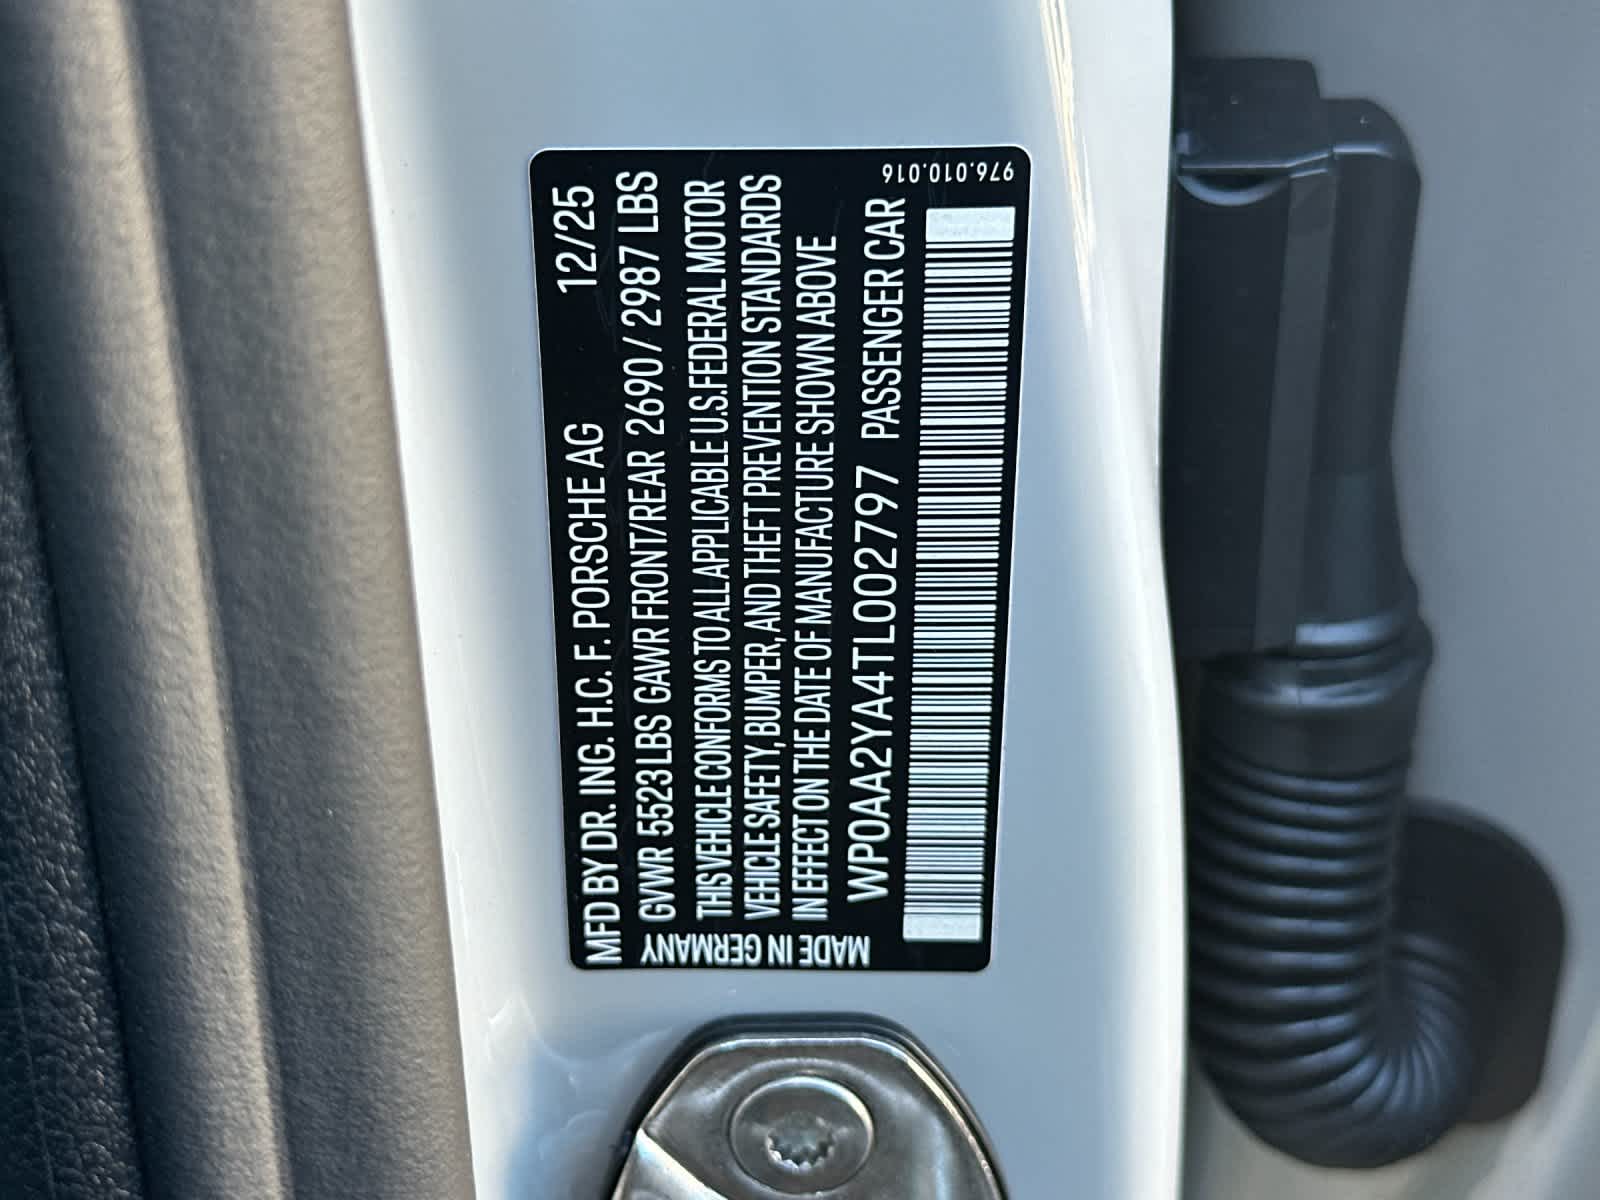 MFD BY DR. ING. H.C. F. PORSCHE AG 12/25
GVWR 5523 LBS GAWR FRONT/REAR 2690/2987 LBS
THIS VEHICLE CONFORMS TO ALL APPLICABLE U.S.FEDERAL MOTOR
VEHICLE SAFETY, BUMPER, AND THEFT PREVENTION STANDARDS
IN EFFECT ON THE DATE OF MANUFACTURE SHOWN ABOVE
WP0AA2YA4TL002797 PASSENGER CAR
MADE IN GERMANY
976.010.016